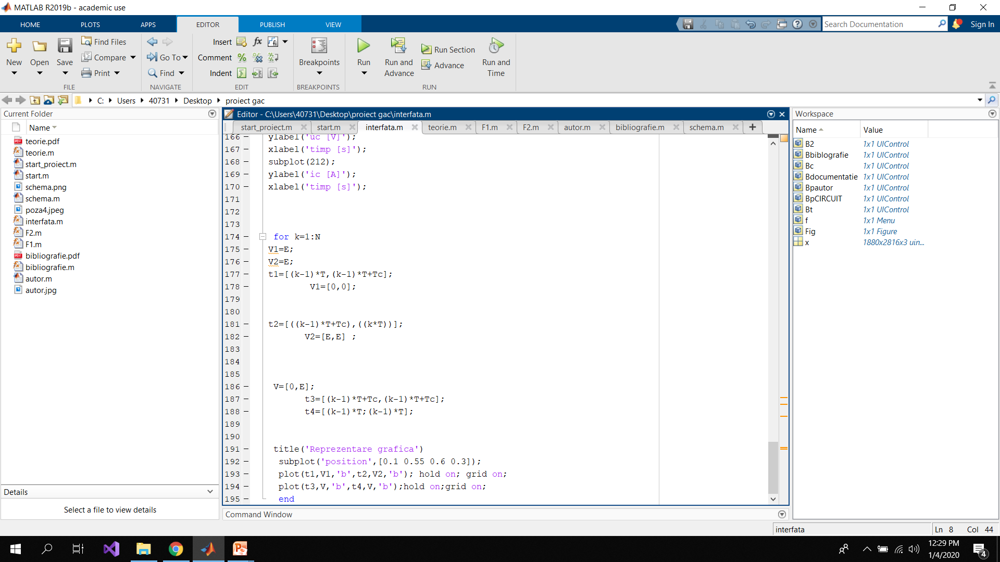 MATLAB R2019b - academic use
HOME PLOTS APPS EDITOR PUBLISH VIEW Search Documentation Sign In
New Open Save Find Files Compare Print
FILE
Go To Find
NAVIGATE
Insert Comment Indent
EDIT
Breakpoints
BREAKPOINTS
Run Run and Advance Run Section Advance Run and Time
RUN
C: Users 40731 Desktop proiect gac
Current Folder
Name
teorie.pdf
teorie.m
start_proiect.m
start.m
schema.png
schema.m
poza4.jpeg
interfata.m
F2.m
F1.m
bibliografie.pdf
bibliografie.m
autor.m
autor.jpg
Details
Select a file to view details
Editor - C:\Users\40731\Desktop\proiect gac\interfata.m
start_proiect.m start.m interfata.m teorie.m F1.m F2.m autor.m bibliografie.m schema.m
166 ylabel('uc [V]');
167 xlabel('timp [s]');
168 subplot(212);
169 ylabel('ic [A]');
170 xlabel('timp [s]');
171
172
173
174 for k=1:N
175 V1=E;
176 V2=E;
177 t1=[(k-1)*T,(k-1)*T+Tc];
178 V1=[0,0];
179
180
181 t2=[((k-1)*T+Tc),((k*T))];
182 V2=[E,E] ;
183
184
185
186 V=[0,E];
187 t3=[(k-1)*T+Tc,(k-1)*T+Tc];
188 t4=[(k-1)*T;(k-1)*T];
189
190
191 title('Reprezentare grafica')
192 subplot('position',[0.1 0.55 0.6 0.3]);
193 plot(t1,V1,'b',t2,V2,'b'); hold on; grid on;
194 plot(t3,V,'b',t4,V,'b');hold on;grid on;
195 end
Command Window
Workspace
Name Value
B2 1x1 UIControl
Bbiblografie 1x1 UIControl
Bc 1x1 UIControl
Bdocumentatie 1x1 UIControl
Bpautor 1x1 UIControl
BpCIRCUIT 1x1 UIControl
Bt 1x1 UIControl
f 1x1 Menu
Fig 1x1 Figure
x 1880x2816x3 uin...
interfata Ln 8 Col 44
12:29 PM
1/4/2020
4